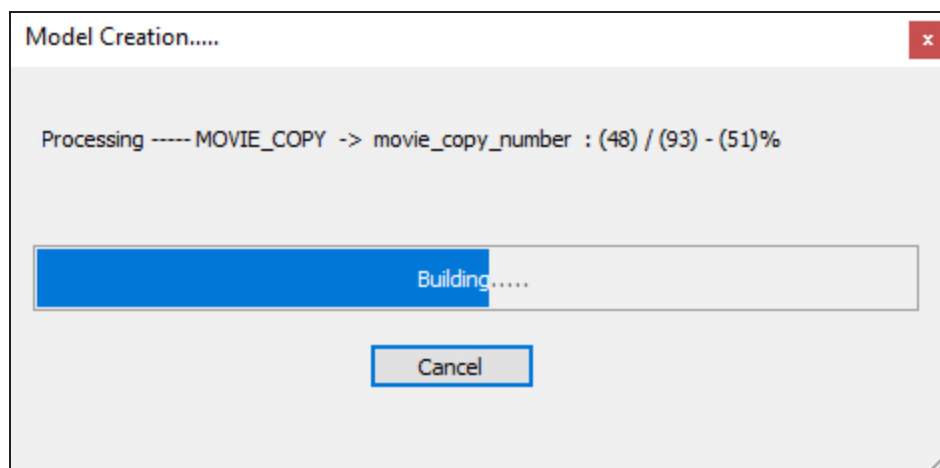 Model Creation.....
x
Processing ----- MOVIE_COPY -> movie_copy_number : (48) / (93) - (51)%
Building.....
Cancel